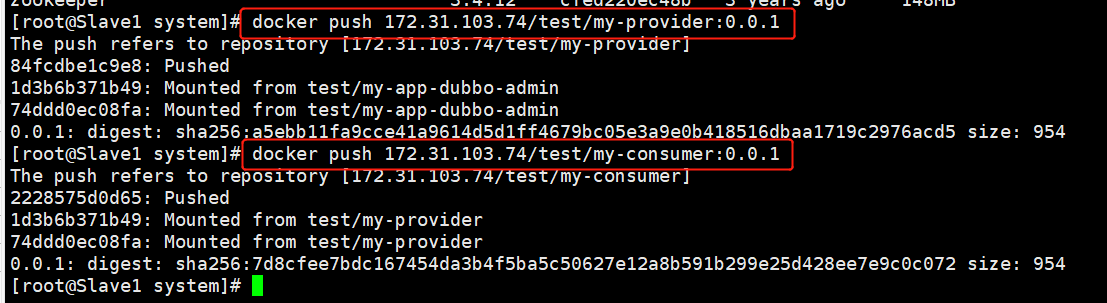 zookeeper 3.4.12 cfed220ec48b 3 years ago 148MB
[root@Slave1 system]# docker push 172.31.103.74/test/my-provider:0.0.1
The push refers to repository [172.31.103.74/test/my-provider]
84fcdbe1c9e8: Pushed
1d3b6b371b49: Mounted from test/my-app-dubbo-admin
74ddd0ec08fa: Mounted from test/my-app-dubbo-admin
0.0.1: digest: sha256:a5ebb11fa9cce41a9614d5d1ff4679bc05e3a9e0b418516dbaa1719c2976acd5 size: 954
[root@Slave1 system]# docker push 172.31.103.74/test/my-consumer:0.0.1
The push refers to repository [172.31.103.74/test/my-consumer]
2228575d0d65: Pushed
1d3b6b371b49: Mounted from test/my-provider
74ddd0ec08fa: Mounted from test/my-provider
0.0.1: digest: sha256:7d8cfee7bdc167454da3b4f5ba5c50627e12a8b591b299e25d428ee7e9c0c072 size: 954
[root@Slave1 system]#